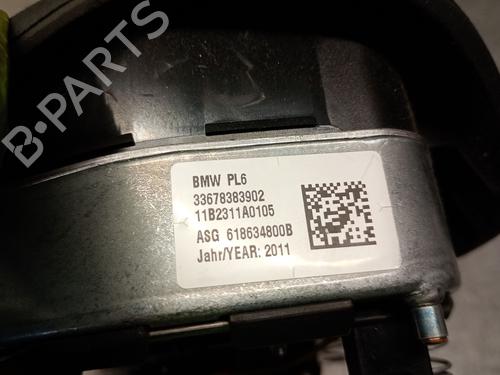 B-PARTS
BMW PL6
33678383902
11B2311A0105
ASG 618634800B
Jahr/YEAR: 2011